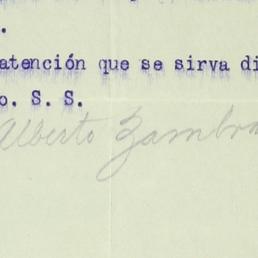 .
atención que se sirva di
o. S. S.
Alberto Zambra